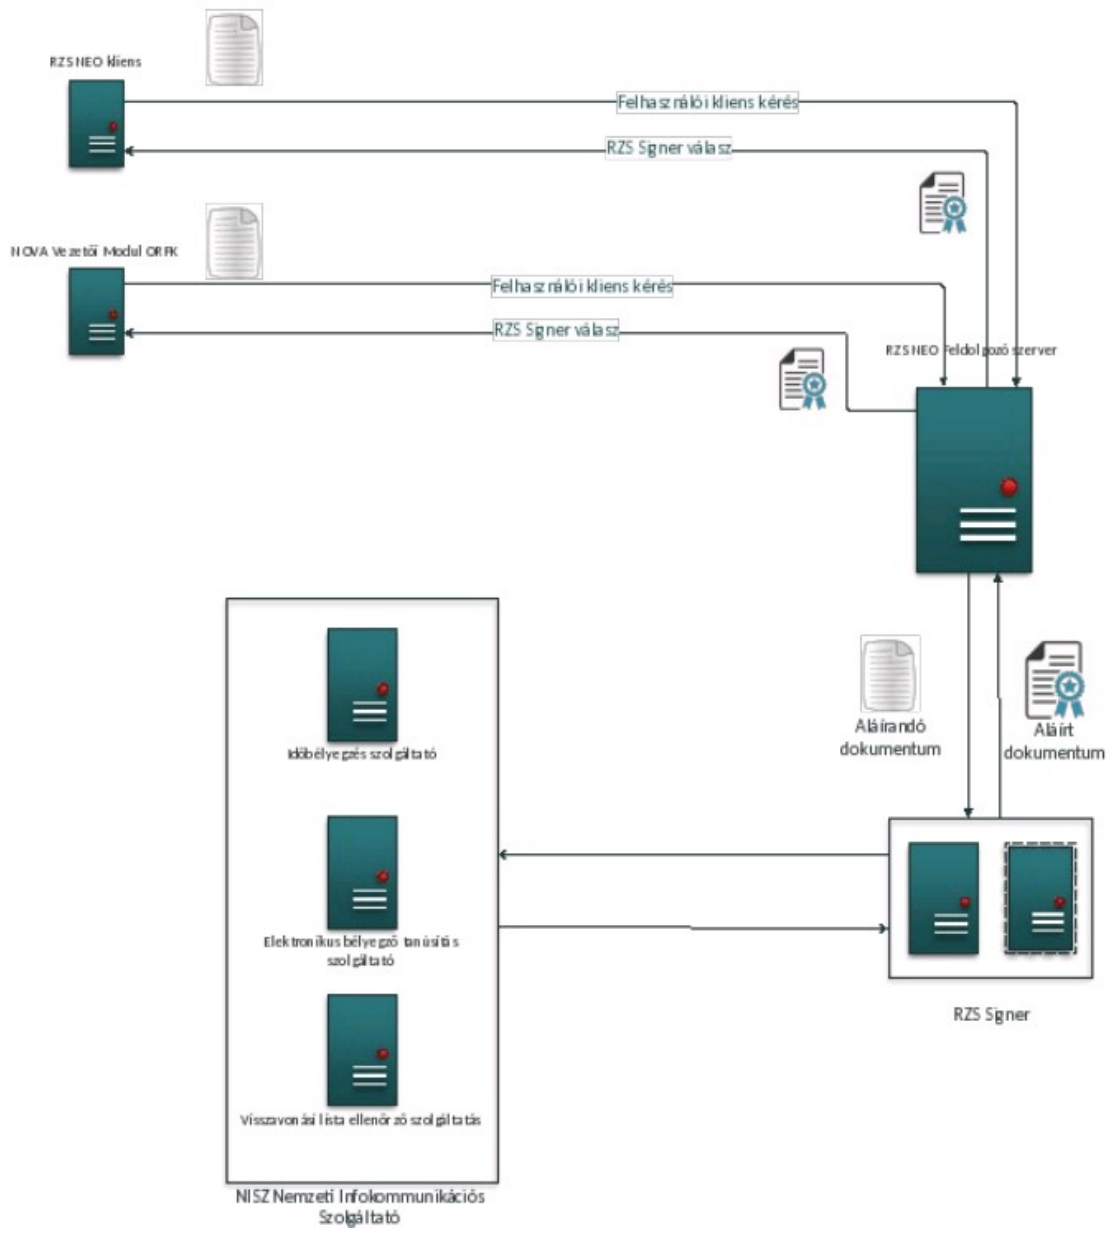 RZS NEO kliens
Felhasználói kliens kérés
RZS Signer válasz
NOVA Vezetői Modul ORFK
Felhasználói kliens kérés
RZS Signer válasz
RZS NEO Feldolgozó szerver
Aláírandó
dokumentum
Aláírt
dokumentum
Időbélyegzés szolgáltató
Elektronikus bélyegző tanúsítás
szolgáltató
RZS Signer
Visszavonási lista ellenőrző szolgáltatás
NISZ Nemzeti Infokommunikációs
Szolgáltató